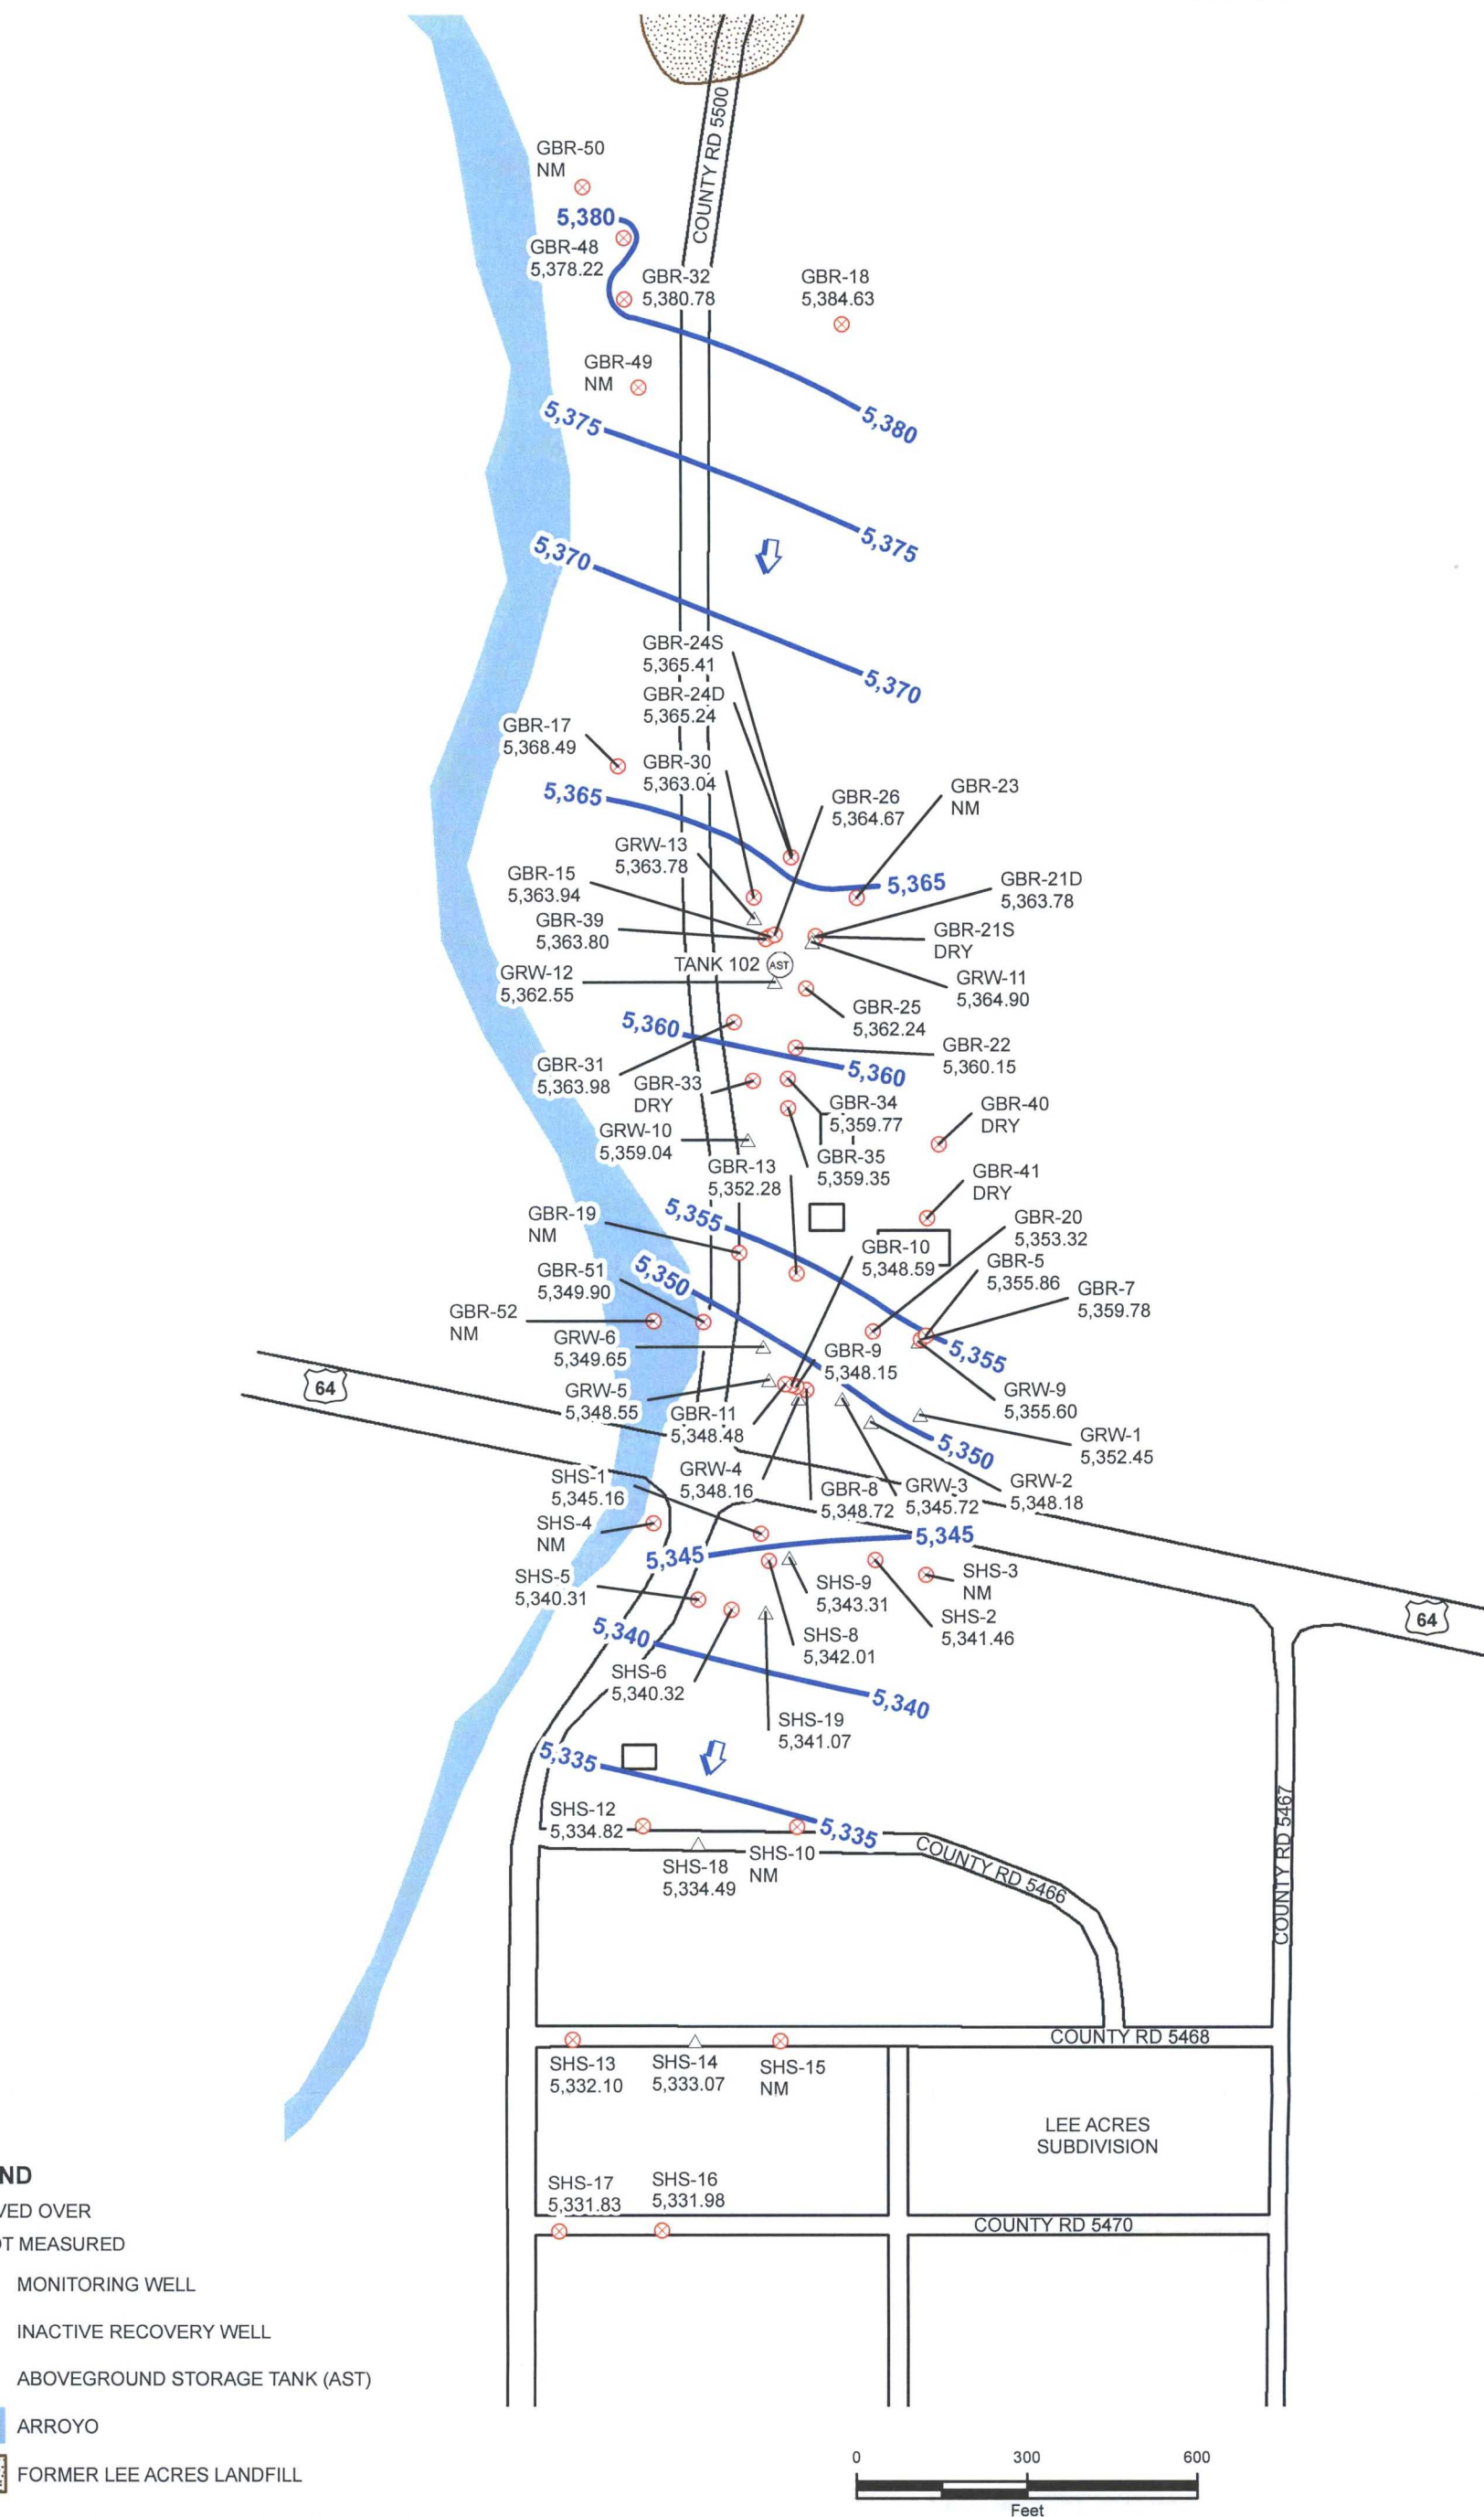 COUNTY RD 5500
GBR-50
NM
5,380
GBR-48
5,378.22
GBR-32
5,380.78
GBR-18
5,384.63
GBR-49
NM
5,375
5,380
5,375
5,370
5,370
GBR-24S
5,365.41
GBR-24D
5,365.24
GBR-17
5,368.49
GBR-30
5,363.04
5,365
GBR-26
5,364.67
GBR-23
NM
GRW-13
5,363.78
GBR-15
5,363.94
5,365
GBR-21D
5,363.78
GBR-39
5,363.80
GBR-21S
DRY
TANK 102
AST
GRW-12
5,362.55
GRW-11
5,364.90
GBR-25
5,362.24
5,360
GBR-22
5,360.15
GBR-31
5,363.98
5,360
GBR-33
DRY
GBR-34
5,359.77
GBR-40
DRY
GRW-10
5,359.04
GBR-35
5,359.35
GBR-13
5,352.28
GBR-41
DRY
5,355
GBR-19
NM
GBR-20
5,353.32
GBR-10
5,348.59
GBR-5
5,355.86
5,350
GBR-51
5,349.90
GBR-7
5,359.78
GBR-52
NM
GRW-6
5,349.65
GBR-9
5,348.15
5,355
64
GRW-5
5,348.55
GRW-9
5,355.60
GBR-11
5,348.48
GRW-1
5,352.45
5,350
GRW-4
5,348.16
SHS-1
5,345.16
GBR-8
5,348.72
GRW-3
5,345.72
GRW-2
5,348.18
SHS-4
NM
5,345
5,345
SHS-5
5,340.31
SHS-9
5,343.31
SHS-3
NM
SHS-2
5,341.46
64
5,340
SHS-8
5,342.01
SHS-6
5,340.32
5,340
SHS-19
5,341.07
5,335
SHS-12
5,334.82
5,335
SHS-18
5,334.49
SHS-10
NM
COUNTY RD 5466
COUNTY RD 5467
COUNTY RD 5468
SHS-13
5,332.10
SHS-14
5,333.07
SHS-15
NM
LEE ACRES
SUBDIVISION
SHS-17
5,331.83
SHS-16
5,331.98
COUNTY RD 5470
ND
VED OVER
OT MEASURED
MONITORING WELL
INACTIVE RECOVERY WELL
ABOVEGROUND STORAGE TANK (AST)
ARROYO
FORMER LEE ACRES LANDFILL
0 300 600
Feet